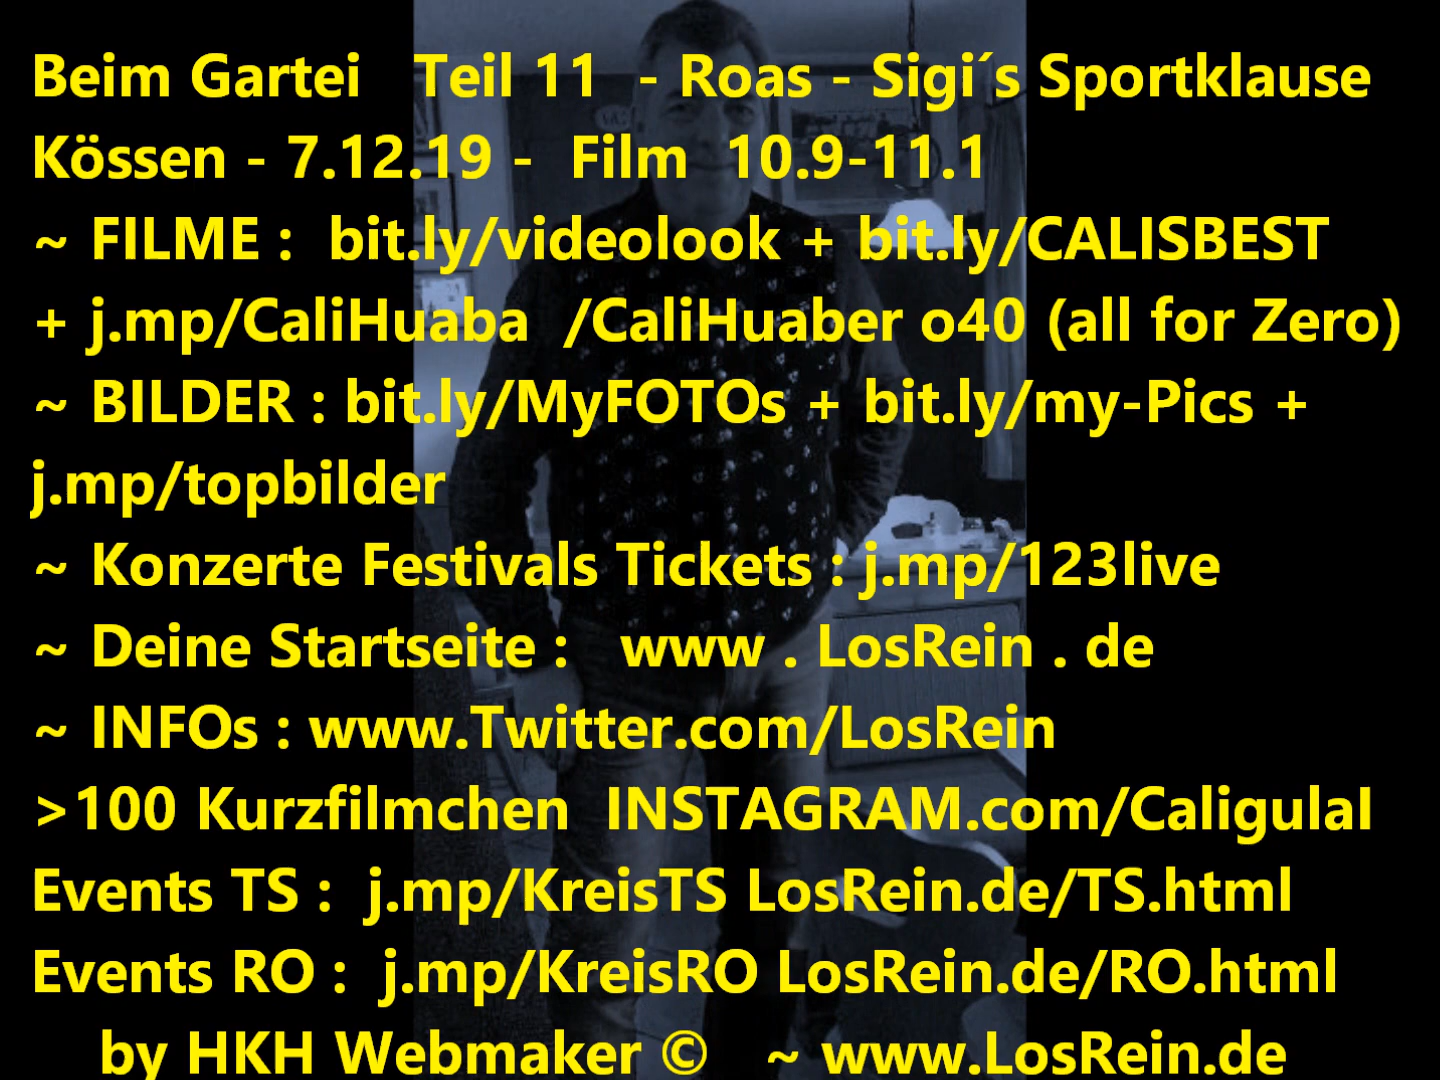 Beim Gartei Teil 11 - Roas - Sigi´s Sportklause
Kössen - 7.12.19 - Film 10.9-11.1
~ FILME : bit.ly/videolook + bit.ly/CALISBEST
+ j.mp/CaliHuaba /CaliHuaber o40 (all for Zero)
~ BILDER : bit.ly/MyFOTOs + bit.ly/my-Pics +
j.mp/topbilder
~ Konzerte Festivals Tickets : j.mp/123live
~ Deine Startseite : www . LosRein . de
~ INFOs : www.Twitter.com/LosRein
>100 Kurzfilmchen INSTAGRAM.com/CaligulaI
Events TS : j.mp/KreisTS LosRein.de/TS.html
Events RO : j.mp/KreisRO LosRein.de/RO.html
by HKH Webmaker © ~ www.LosRein.de